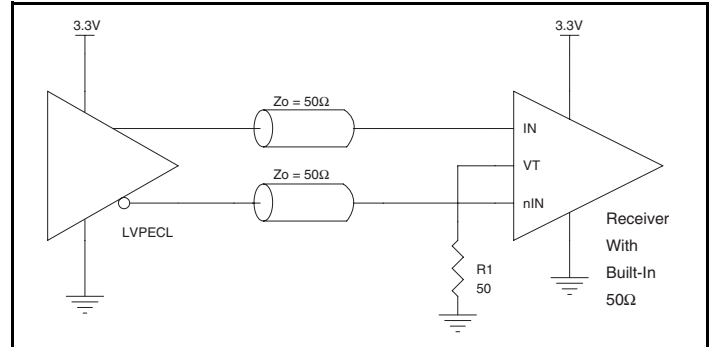 3.3V
3.3V
Zo = 50Ω
IN
VT
Zo = 50Ω
nIN
LVPECL
R1
50
Receiver
With
Built-In
50Ω